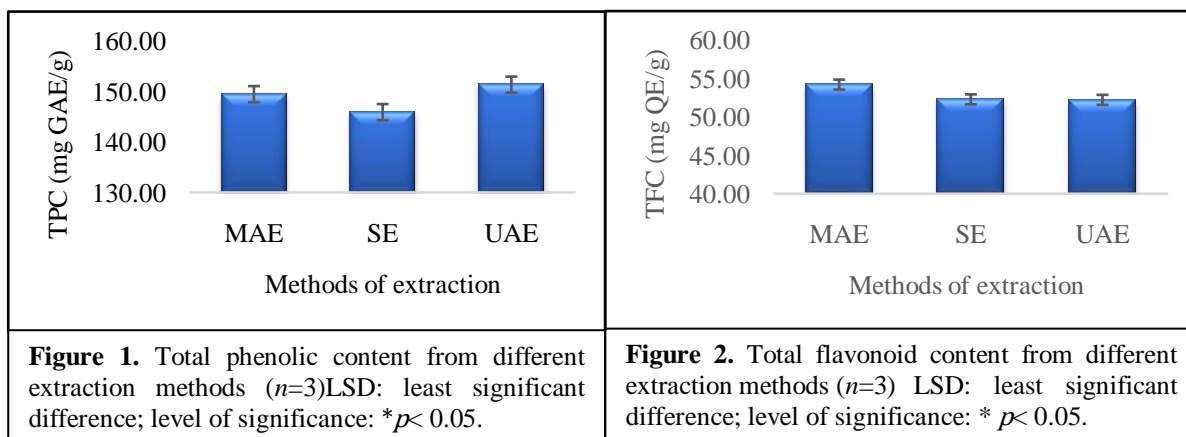 160.00
150.00
140.00
130.00
TPC (mg GAE/g)
MAE SE UAE
Methods of extraction
Figure 1. Total phenolic content from different
extraction methods (n=3)LSD: least significant
difference; level of significance: *p< 0.05.
60.00
55.00
50.00
45.00
40.00
TFC (mg QE/g)
MAE SE UAE
Methods of extraction
Figure 2. Total flavonoid content from different
extraction methods (n=3) LSD: least significant
difference; level of significance: * p< 0.05.